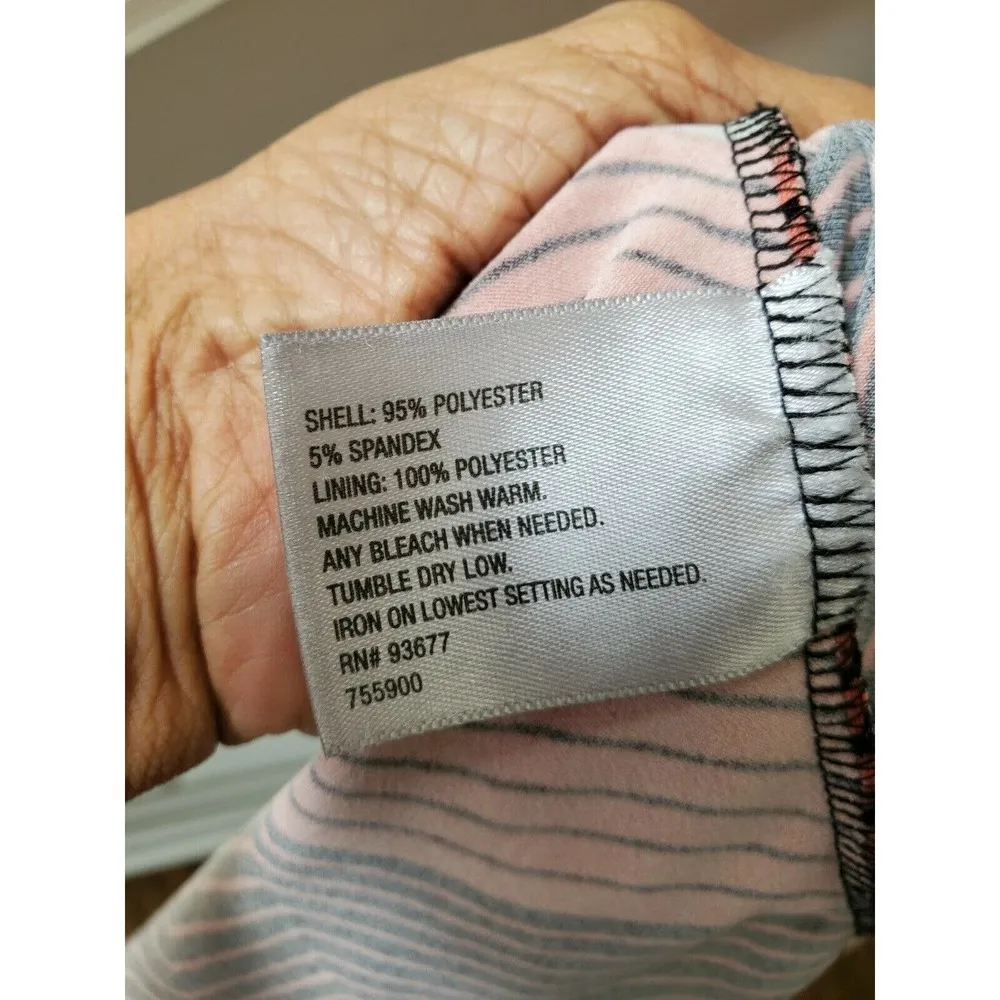 SHELL: 95% POLYESTER
5% SPANDEX
LINING: 100% POLYESTER
MACHINE WASH WARM.
ANY BLEACH WHEN NEEDED.
TUMBLE DRY LOW.
IRON ON LOWEST SETTING AS NEEDED.
RN# 93677
755900